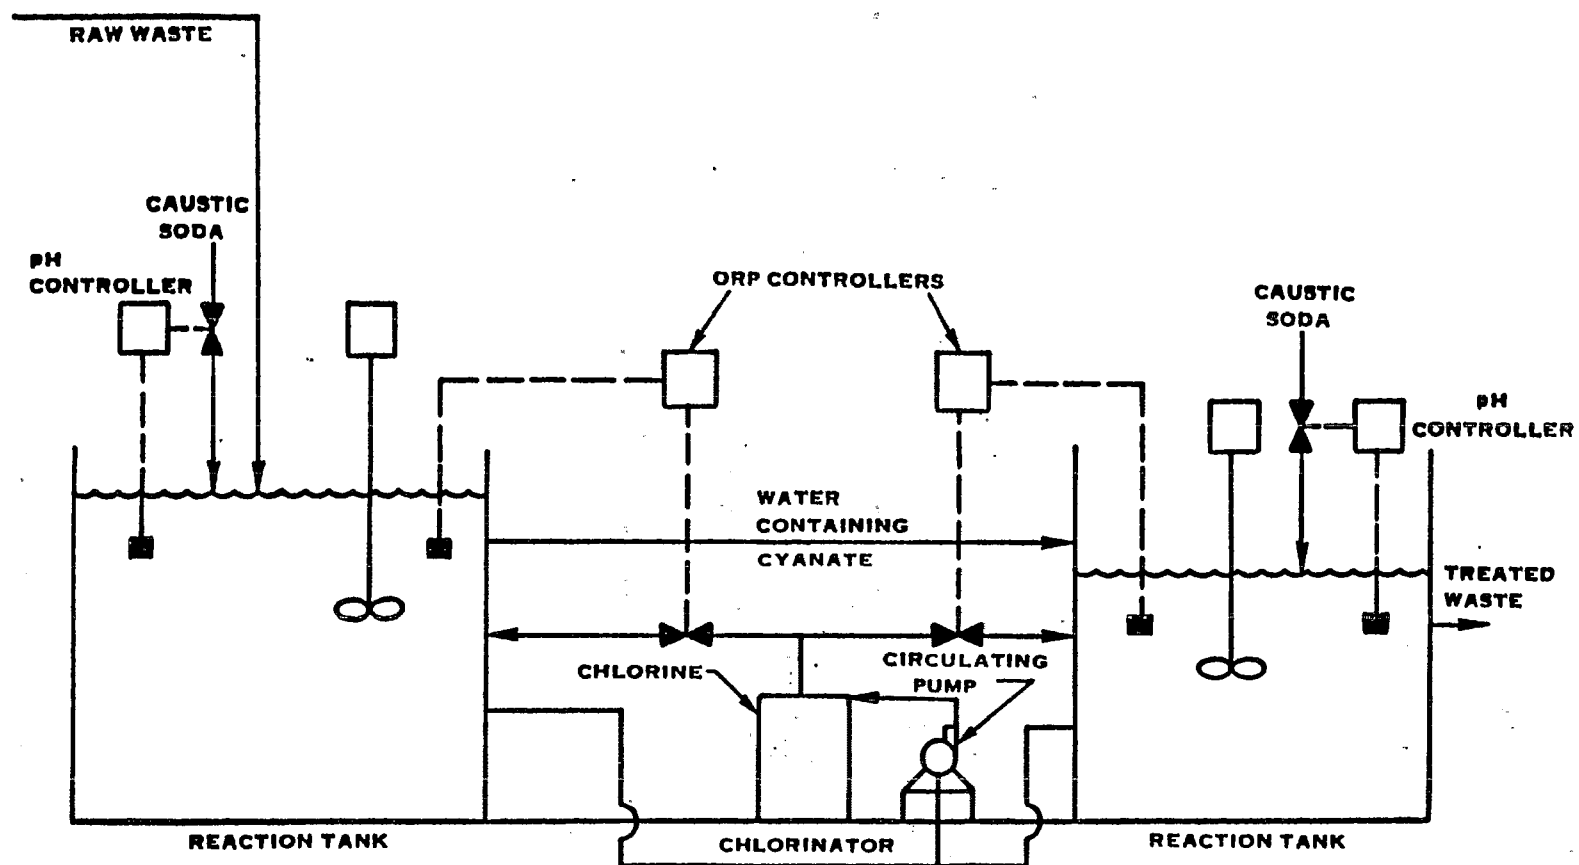 RAW WASTE
CAUSTIC
SODA
pH
CONTROLLER
ORP CONTROLLERS
CAUSTIC
SODA
pH
CONTROLLER
WATER
CONTAINING
CYANATE
TREATED
WASTE
CHLORINE
CIRCULATING
PUMP
REACTION TANK
CHLORINATOR
REACTION TANK